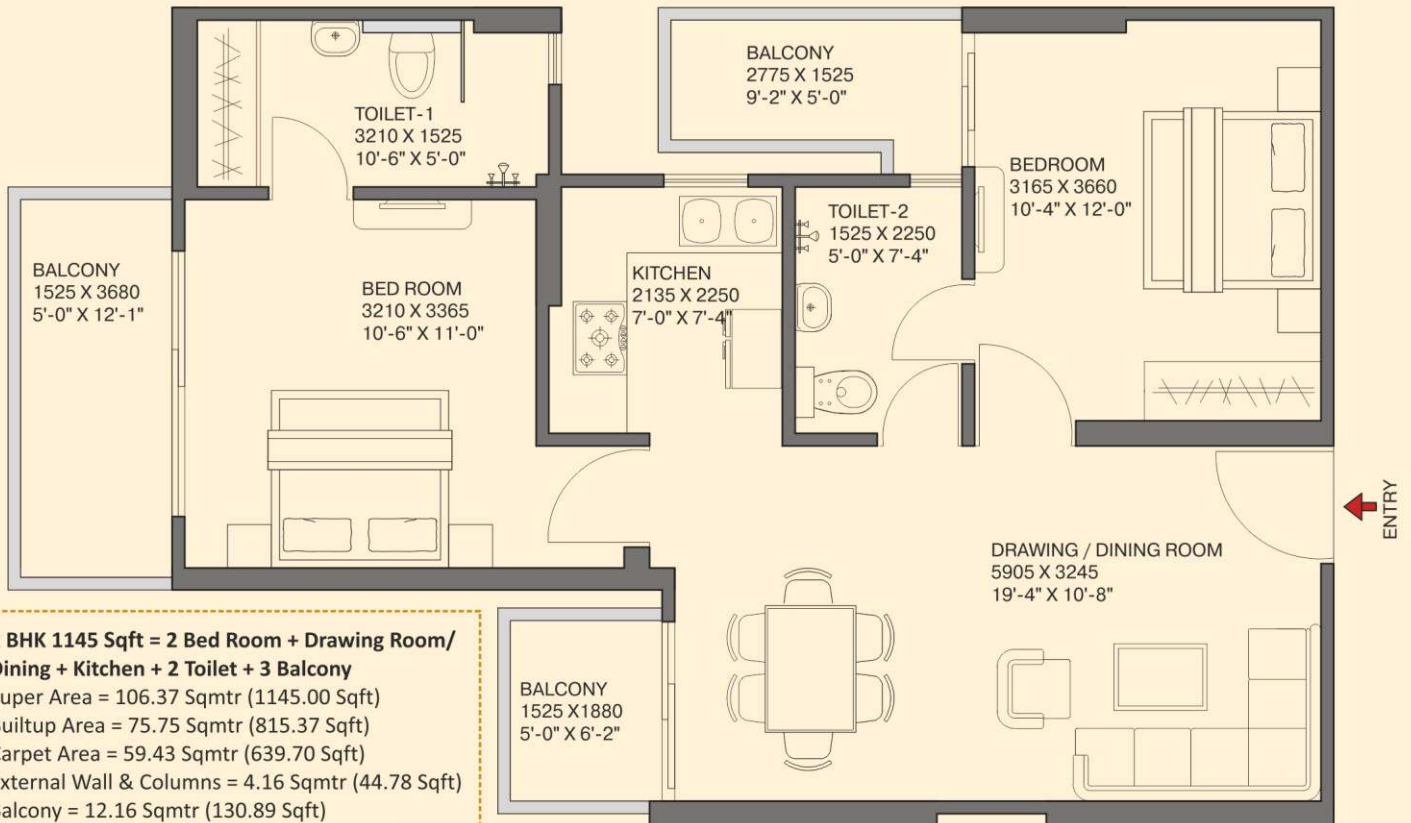 BALCONY
2775 X 1525
9'-2" X 5'-0"
TOILET-1
3210 X 1525
10'-6" X 5'-0"
BEDROOM
3165 X 3660
10'-4" X 12'-0"
TOILET-2
1525 X 2250
5'-0" X 7'-4"
BALCONY
1525 X 3680
5'-0" X 12'-1"
BED ROOM
3210 X 3365
10'-6" X 11'-0"
KITCHEN
2135 X 2250
7'-0" X 7'-4"
ENTRY
DRAWING / DINING ROOM
5905 X 3245
19'-4" X 10'-8"
BALCONY
1525 X1880
5'-0" X 6'-2"
BHK 1145 Sqft = 2 Bed Room + Drawing Room/
ining + Kitchen + 2 Toilet + 3 Balcony
uper Area = 106.37 Sqmtr (1145.00 Sqft)
uiltup Area = 75.75 Sqmtr (815.37 Sqft)
arpet Area = 59.43 Sqmtr (639.70 Sqft)
xternal Wall & Columns = 4.16 Sqmtr (44.78 Sqft)
alcony = 12.16 Sqmtr (130.89 Sqft)